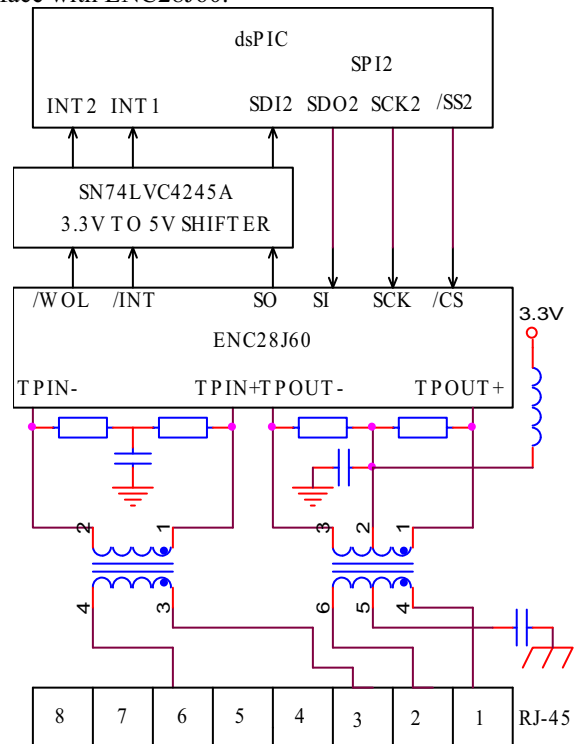 dsPIC
SPI2
INT2 INT1 SDI2 SDO2 SCK2 /SS2
SN74LVC4245A
3.3V TO 5V SHIFTER
/WOL /INT SO SI SCK /CS
3.3V
ENC28J60
TPIN- TPIN+ TPOUT- TPOUT+
2 1 3 2 1
4 3 6 5 4
8 7 6 5 4 3 2 1 RJ-45